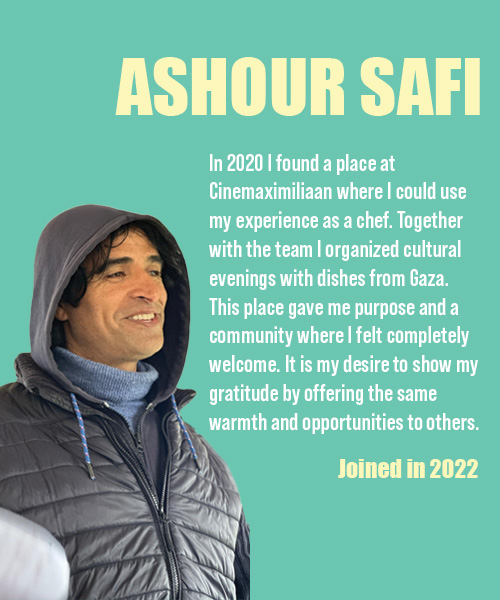 ASHOUR SAFI
In 2020 I found a place at
Cinemaximiliaan where I could use
my experience as a chef. Together
with the team I organized cultural
evenings with dishes from Gaza.
This place gave me purpose and a
community where I felt completely
welcome. It is my desire to show my
gratitude by offering the same
warmth and opportunities to others.
Joined in 2022